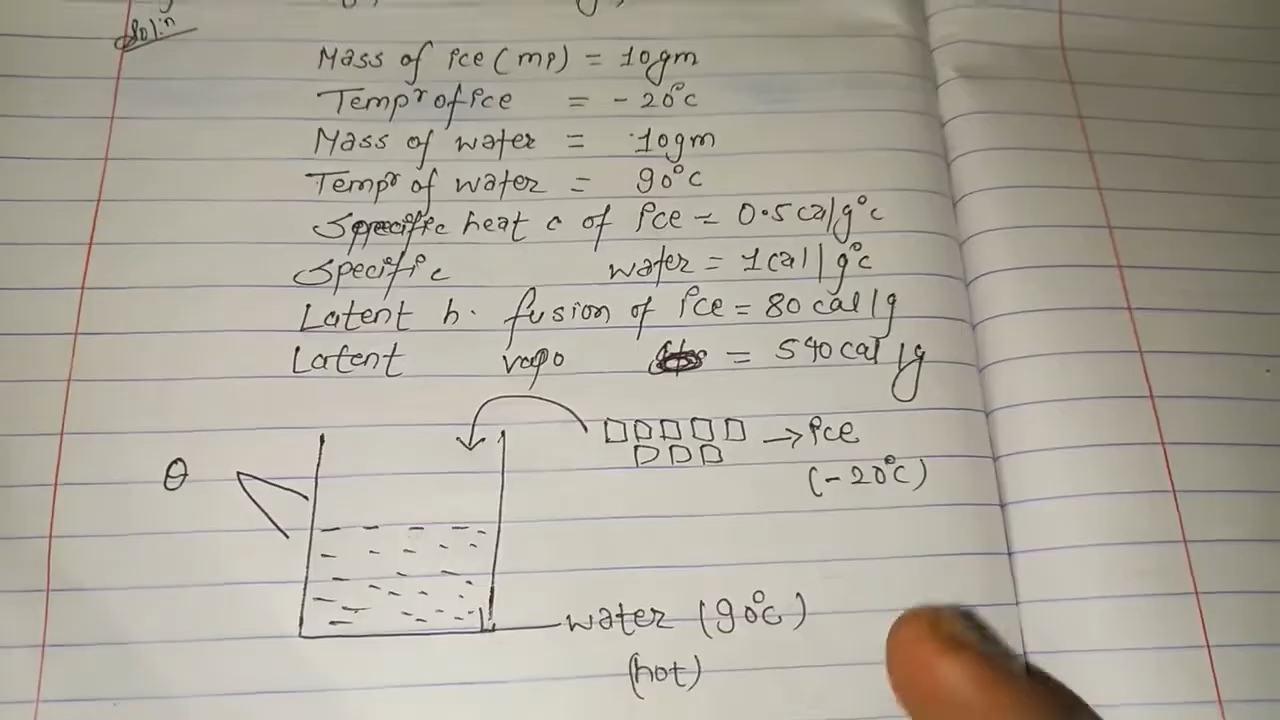 Soln
Mass of ice (mi) = 10gm
Tempr of ice = - 20°c
Mass of water = 10gm
Tempr of water = 90°c
Specific heat c of ice = 0.5 cal/g°c
Specific water = 1 cal/g°c
Latent h. fusion of ice = 80 cal/g
Latent vapo = 540 cal/g
→ ice
θ
(-20°c)
water (90°c)
(hot)